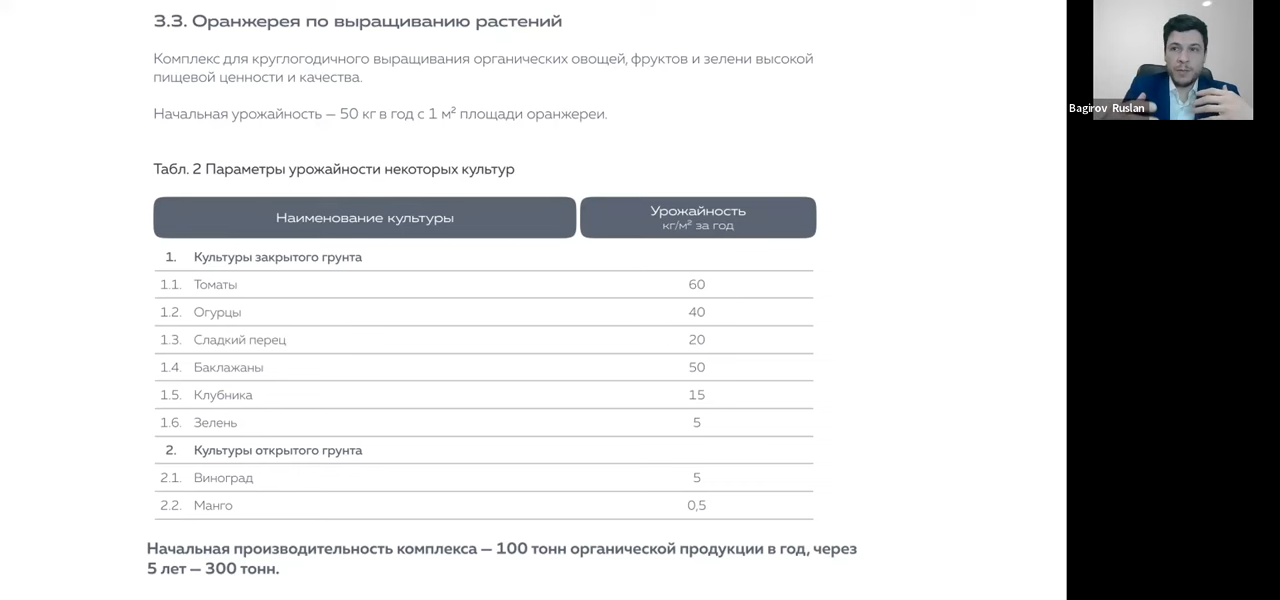 3.3. Оранжерея по выращиванию растений
Комплекс для круглогодичного выращивания органических овощей, фруктов и зелени высокой
пищевой ценности и качества.
Начальная урожайность — 50 кг в год с 1 м² площади оранжереи.
Табл. 2 Параметры урожайности некоторых культур
Наименование культуры
Урожайность
кг/м² за год
1. Культуры закрытого грунта
1.1. Томаты 60
1.2. Огурцы 40
1.3. Сладкий перец 20
1.4. Баклажаны 50
1.5. Клубника 15
1.6. Зелень 5
2. Культуры открытого грунта
2.1. Виноград 5
2.2. Манго 0,5
Начальная производительность комплекса — 100 тонн органической продукции в год, через
5 лет — 300 тонн.
Bagirov Ruslan